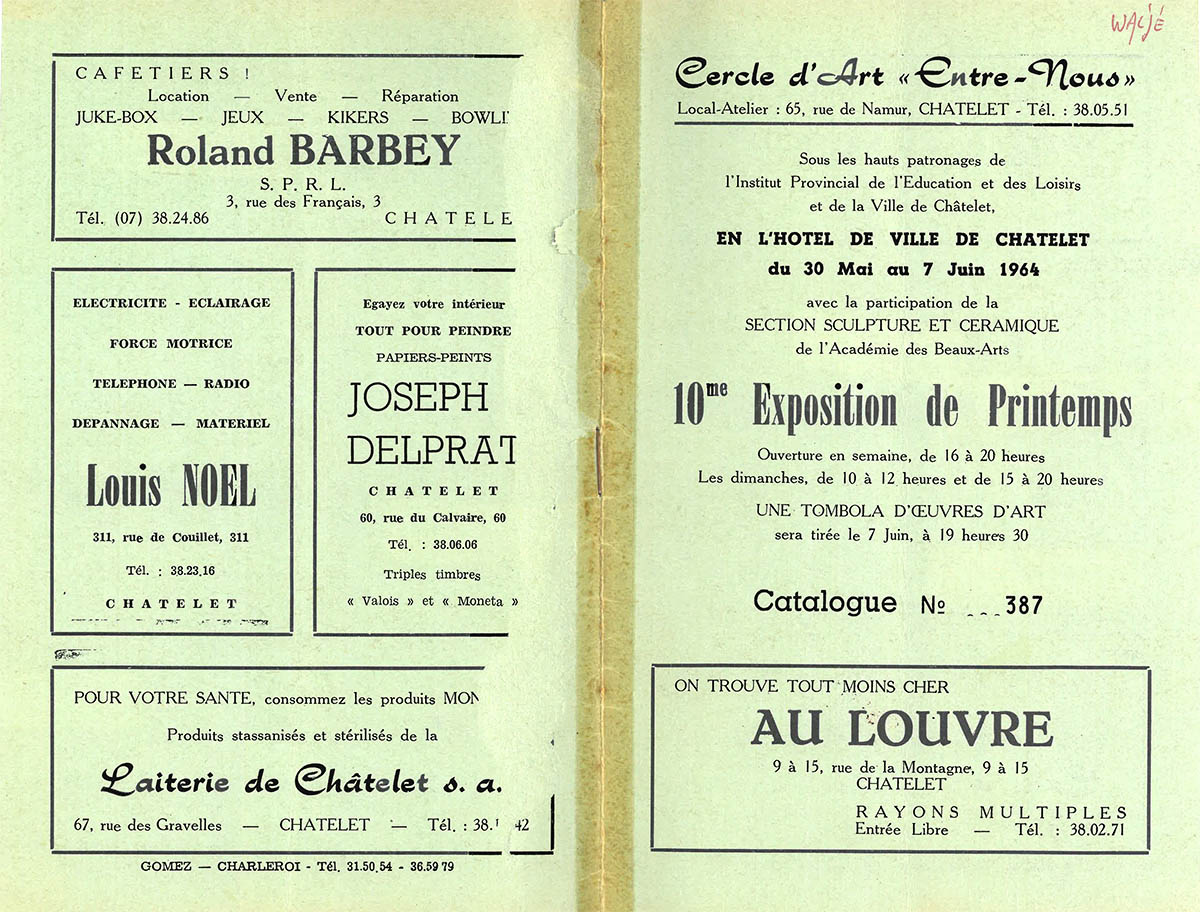 CAFETIERS !
Location — Vente — Réparation
JUKE-BOX — JEUX — KIKERS — BOWLI
Roland BARBEY
S. P. R. L.
3, rue des Français, 3
Tél. (07) 38.24.86 CHATELE
ELECTRICITE - ECLAIRAGE
FORCE MOTRICE
TELEPHONE — RADIO
DEPANNAGE — MATERIEL
Louis NOEL
311, rue de Couillet, 311
Tél. : 38.23.16
CHATELET
Egayez votre intérieur
TOUT POUR PEINDRE
PAPIERS-PEINTS
JOSEPH
DELPRAT
CHATELET
60, rue du Calvaire, 60
Tél. : 38.06.06
Triples timbres
« Valois » et « Moneta »
POUR VOTRE SANTE, consommez les produits MON
Produits stassanisés et stérilisés de la
Laiterie de Châtelet s. a.
67, rue des Gravelles — CHATELET — Tél. : 38. 42
GOMEZ — CHARLEROI - Tél. 31.50.54 - 36.59 79
WALJÉ
Cercle d'Art « Entre-Nous »
Local-Atelier : 65, rue de Namur, CHATELET - Tél. : 38.05.51
Sous les hauts patronages de
l'Institut Provincial de l'Education et des Loisirs
et de la Ville de Châtelet,
EN L'HOTEL DE VILLE DE CHATELET
du 30 Mai au 7 Juin 1964
avec la participation de la
SECTION SCULPTURE ET CERAMIQUE
de l'Académie des Beaux-Arts
10me Exposition de Printemps
Ouverture en semaine, de 16 à 20 heures
Les dimanches, de 10 à 12 heures et de 15 à 20 heures
UNE TOMBOLA D'ŒUVRES D'ART
sera tirée le 7 Juin, à 19 heures 30
Catalogue No 387
ON TROUVE TOUT MOINS CHER
AU LOUVRE
9 à 15, rue de la Montagne, 9 à 15
CHATELET
RAYONS MULTIPLES
Entrée Libre — Tél. : 38.02.71